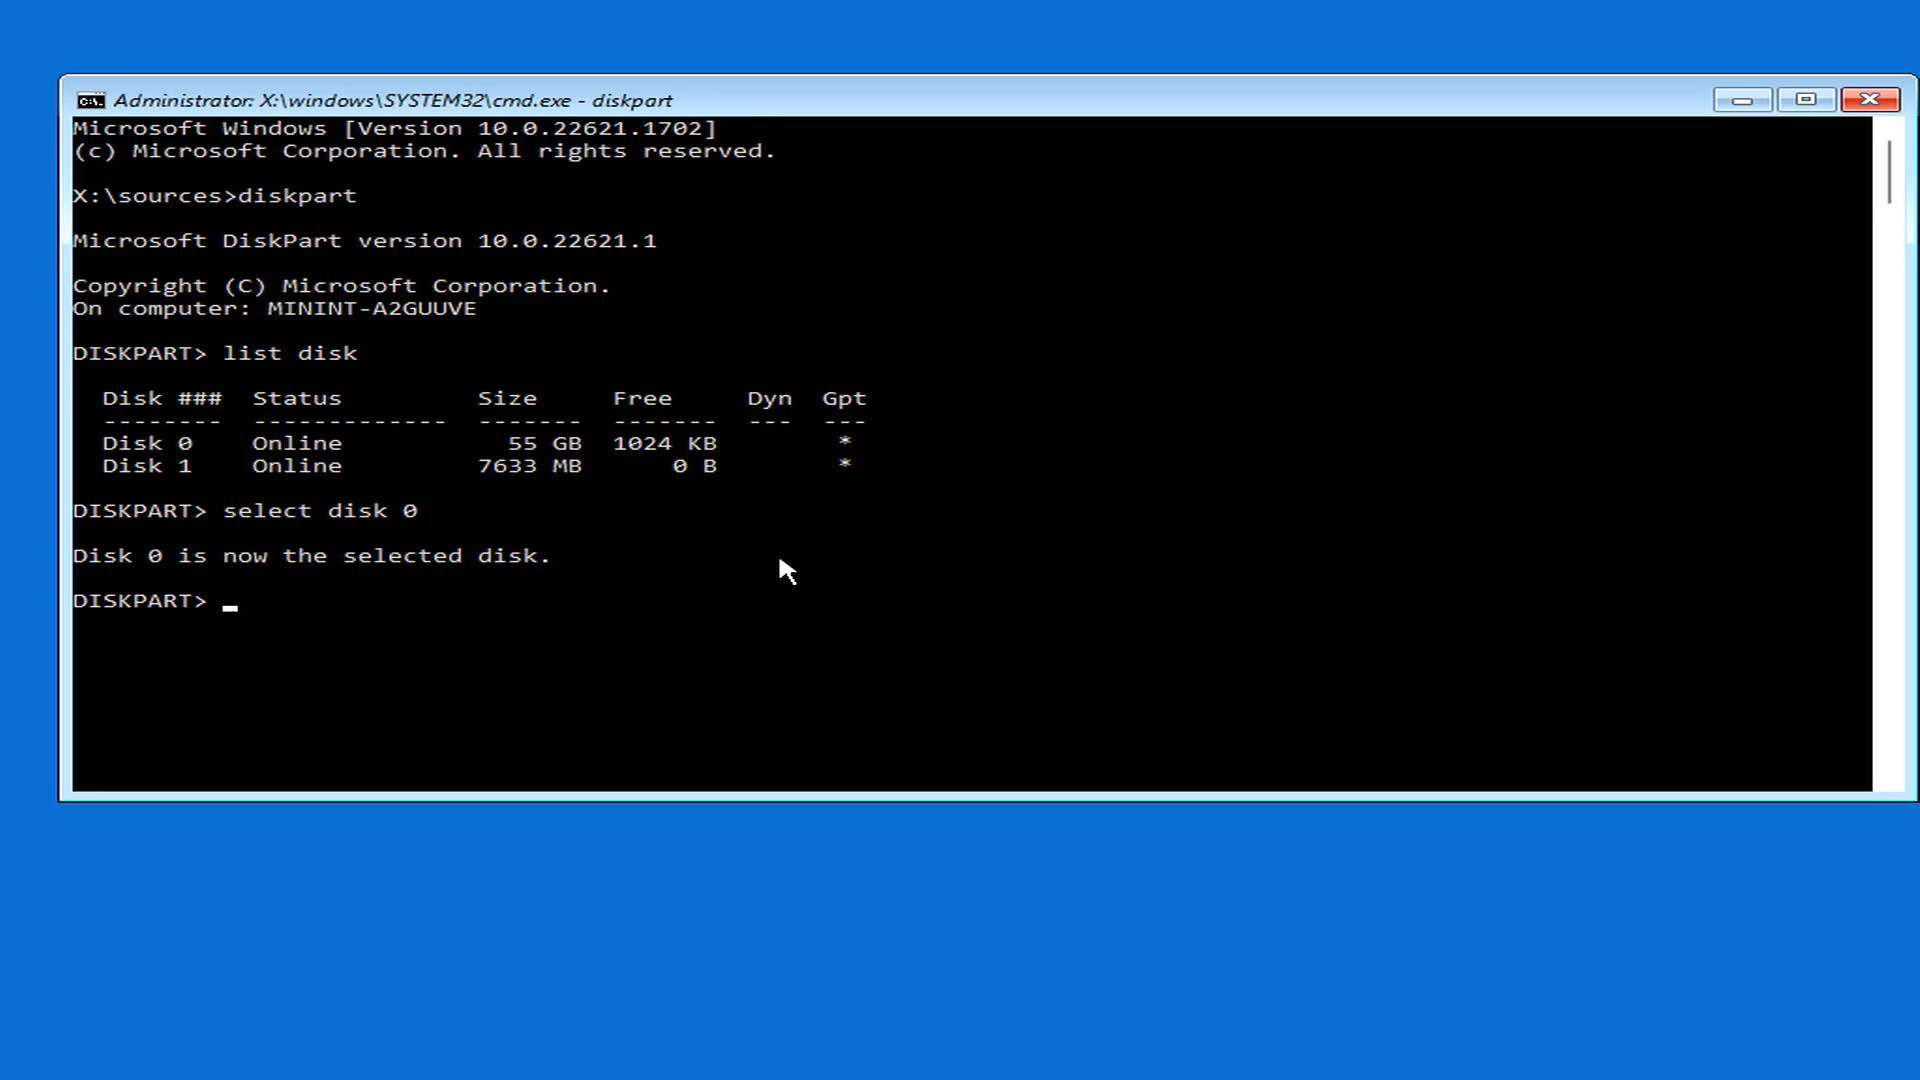 Administrator: X:\windows\SYSTEM32\cmd.exe - diskpart
Microsoft Windows [Version 10.0.22621.1702]
(c) Microsoft Corporation. All rights reserved.
X:\sources>diskpart
Microsoft DiskPart version 10.0.22621.1
Copyright (C) Microsoft Corporation.
On computer: MININT-A2GUUVE
DISKPART> list disk
  Disk ###  Status         Size     Free     Dyn  Gpt
  --------  -------------  -------  -------  ---  ---
  Disk 0    Online           55 GB  1024 KB        *
  Disk 1    Online         7633 MB      0 B        *
DISKPART> select disk 0
Disk 0 is now the selected disk.
DISKPART> _